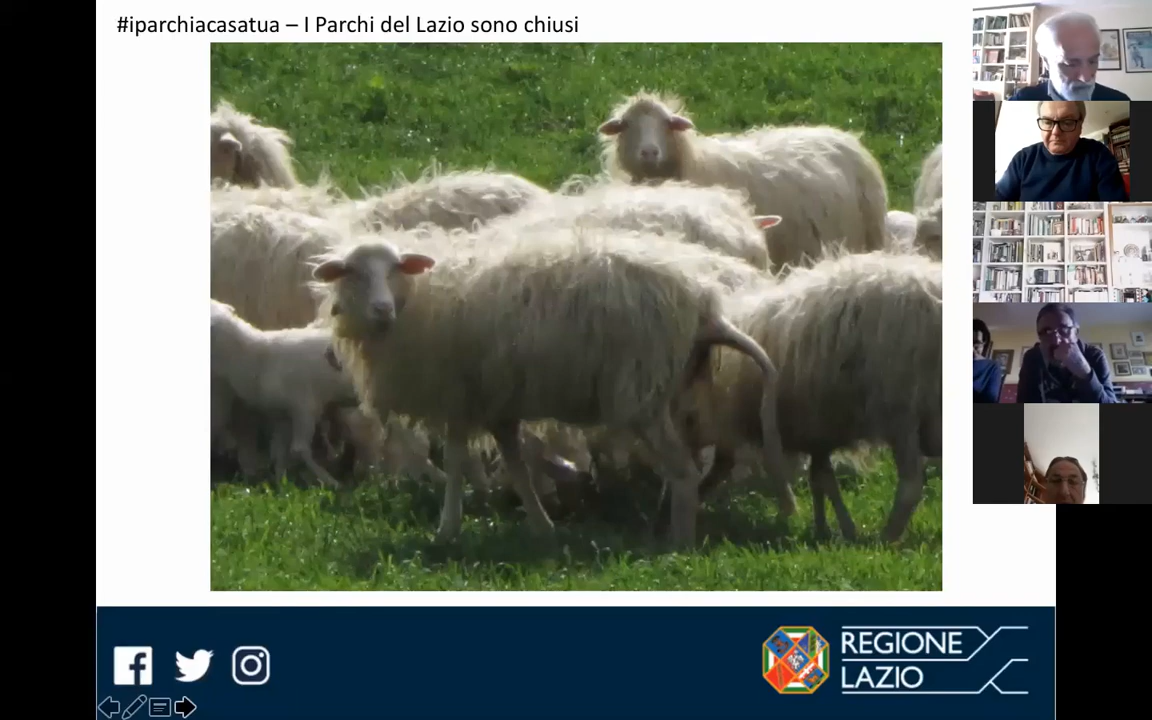 #iparchiacasatua – I Parchi del Lazio sono chiusi
REGIONE
LAZIO